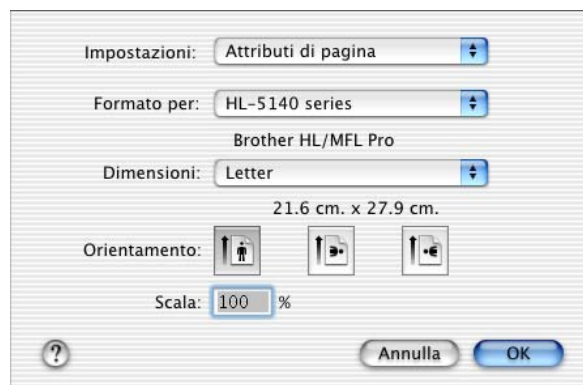 Impostazioni: Attributi di pagina
Formato per: HL-5140 series
Brother HL/MFL Pro
Dimensioni: Letter
21.6 cm. x 27.9 cm.
Orientamento:
Scala: 100 %
? Annulla OK